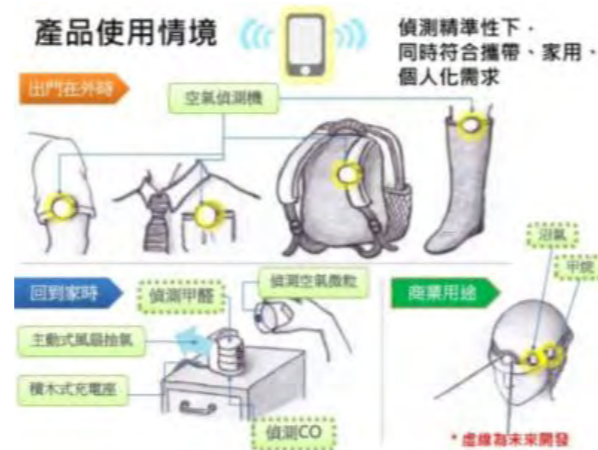 產品使用情境
偵測精準性下，
同時符合攜帶、家用、
個人化需求
出門在外時
空氣偵測機
回到家時
偵測甲醛
偵測空氣微粒
主動式風扇抽氣
積木式充電座
偵測CO
商業用途
沼氣
甲烷
* 虛線為未來開發